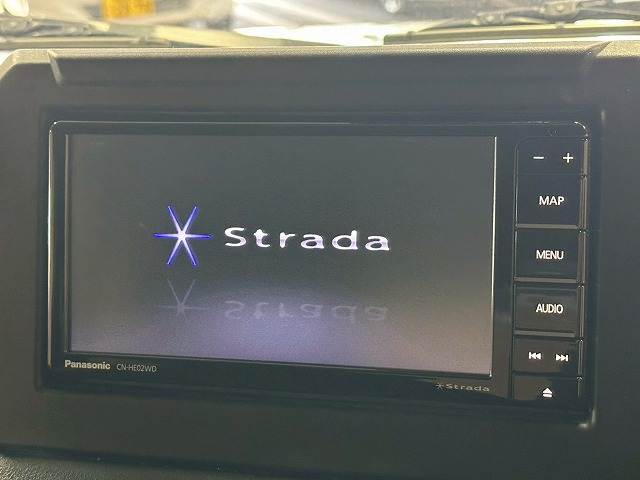 Strada
− +
MAP
MENU
AUDIO
Panasonic CN-HE02WD
Strada